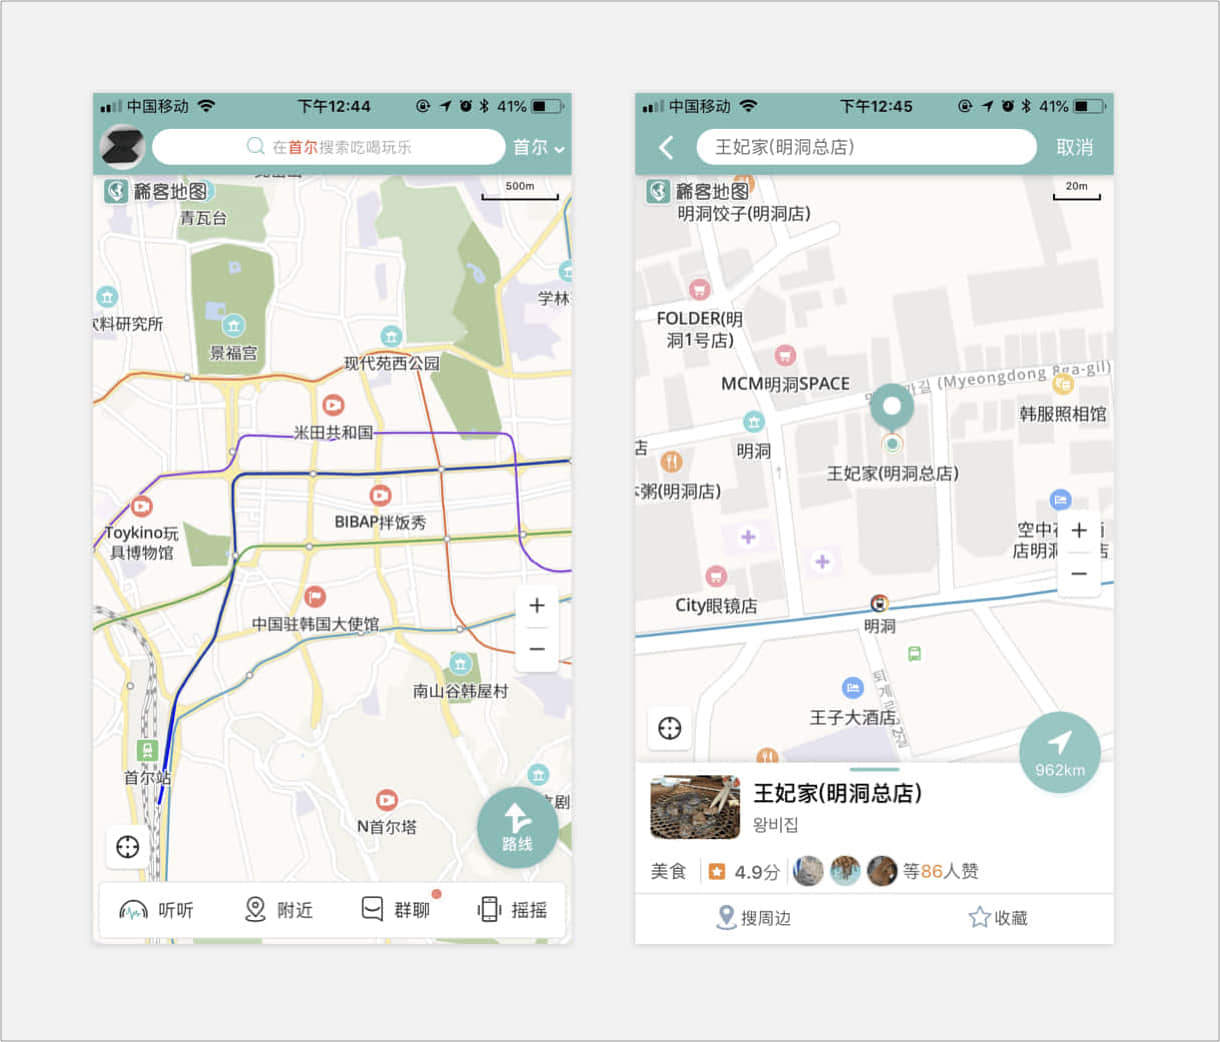 中国移动
下午12:44
41%
在首尔搜索吃喝玩乐
首尔
稀客地图
500m
青瓦台
学林
饮料研究所
景福宫
现代苑西公园
米田共和国
Toykino玩
具博物馆
BIBAP拌饭秀
中国驻韩国大使馆
+
−
南山谷韩屋村
首尔站
N首尔塔
路线
听听
附近
群聊
摇摇
中国移动
下午12:45
41%
王妃家(明洞总店)
取消
稀客地图
20m
明洞饺子(明洞店)
FOLDER(明
洞1号店)
MCM明洞SPACE
(Myeongdong 8ga-gil)
韩服照相馆
店
明洞
王妃家(明洞总店)
粥(明洞店)
空中
店明洞
店
+
−
City眼镜店
明洞
王子大酒店
962km
王妃家(明洞总店)
왕비집
美食
4.9分
等86人赞
搜周边
收藏